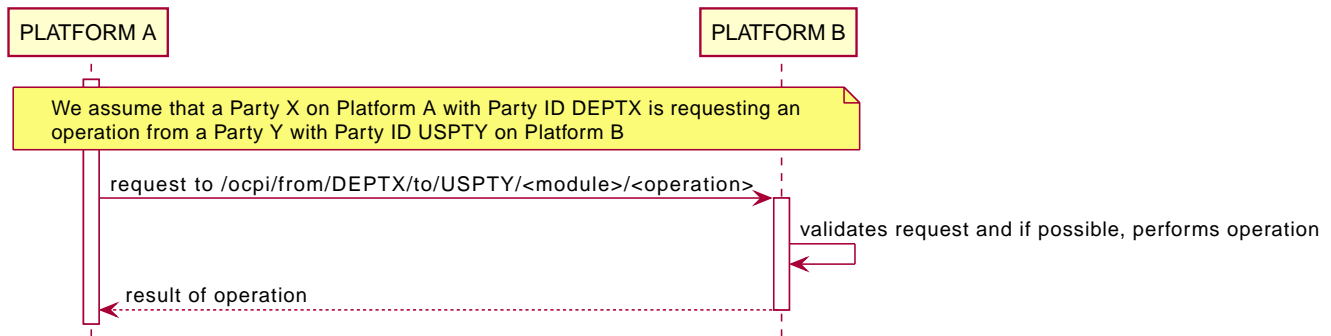 PLATFORM A
PLATFORM B
We assume that a Party X on Platform A with Party ID DEPTX is requesting an
operation from a Party Y with Party ID USPTY on Platform B
request to /ocpi/from/DEPTX/to/USPTY/<module>/<operation>
validates request and if possible, performs operation
result of operation